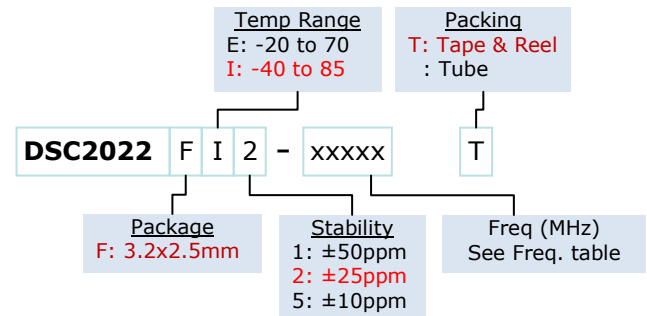 Temp Range
E: -20 to 70
I: -40 to 85
Packing
T: Tape & Reel
: Tube
DSC2022 F I 2 – xxxxx T
Package
F: 3.2x2.5mm
Stability
1: ±50ppm
2: ±25ppm
5: ±10ppm
Freq (MHz)
See Freq. table